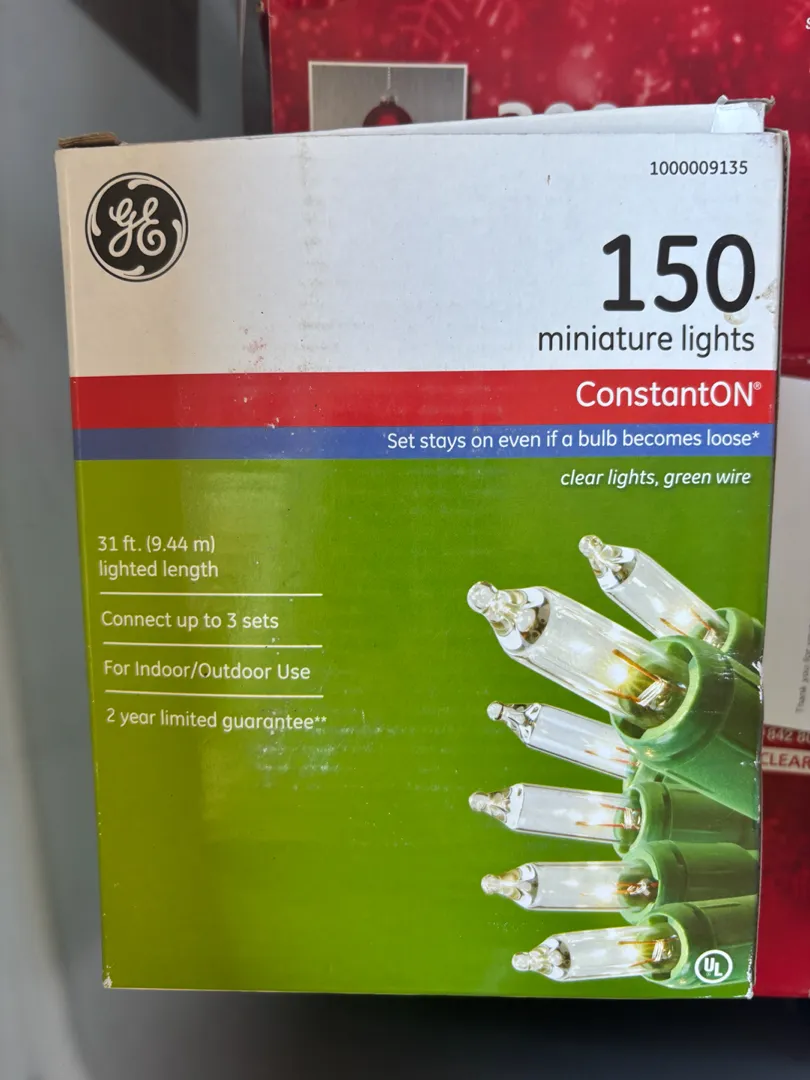 GE
1000009135
150
miniature lights
ConstantON®
Set stays on even if a bulb becomes loose*
clear lights, green wire
31 ft. (9.44 m)
lighted length
Connect up to 3 sets
For Indoor/Outdoor Use
2 year limited guarantee**
UL
842
CLEAR